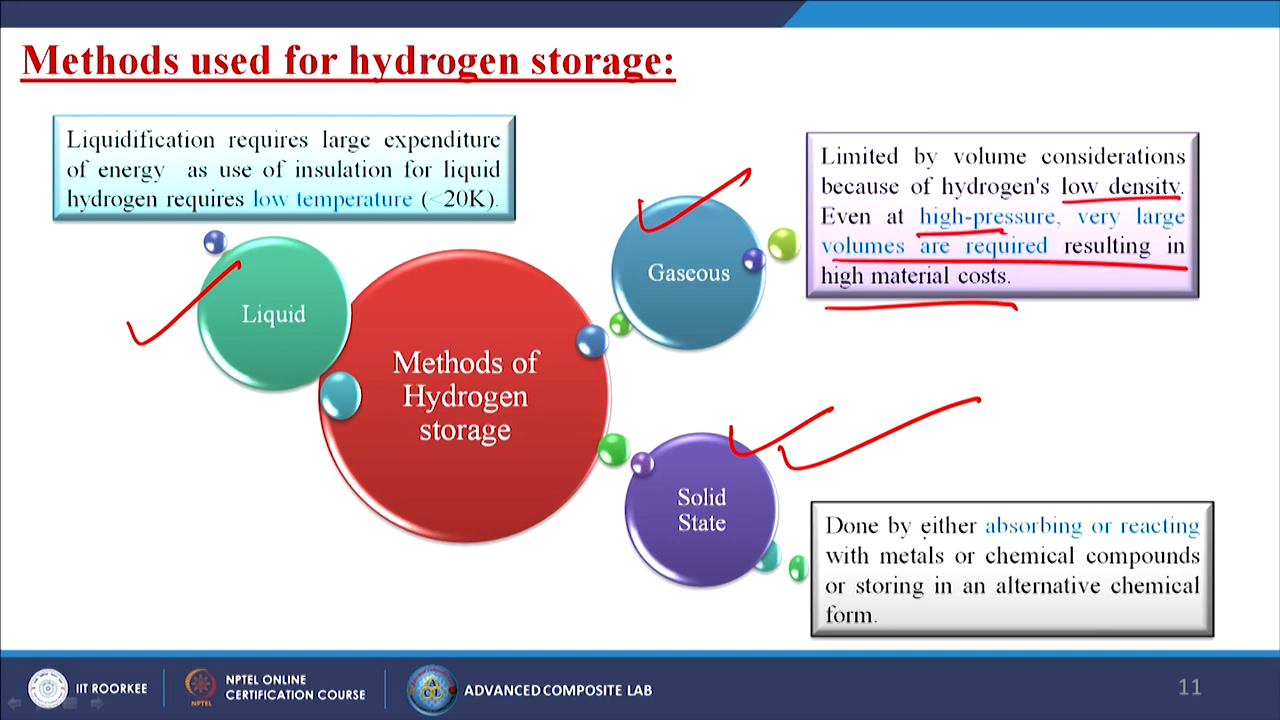 Methods used for hydrogen storage:
Liquidification requires large expenditure
of energy as use of insulation for liquid
hydrogen requires low temperature (<20K).
Limited by volume considerations
because of hydrogen's low density.
Even at high-pressure, very large
volumes are required resulting in
high material costs.
Liquid
Gaseous
Methods of
Hydrogen
storage
Solid
State
Done by either absorbing or reacting
with metals or chemical compounds
or storing in an alternative chemical
form.
IIT ROORKEE
NPTEL
NPTEL ONLINE
CERTIFICATION COURSE
ACL
ADVANCED COMPOSITE LAB
11